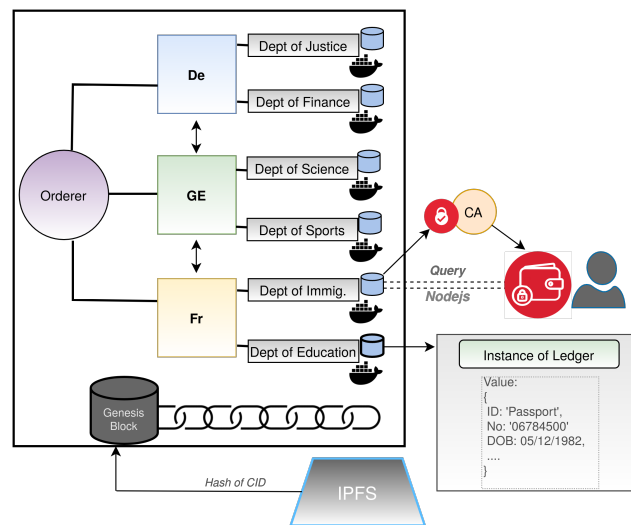 Dept of Justice
De
Dept of Finance
Orderer
GE
Dept of Science
Dept of Sports
CA
Query
Nodejs
Fr
Dept of Immig.
Dept of Education
Instance of Ledger
Value:
{
ID: 'Passport',
No: '06784500'
DOB: 05/12/1982,
....
}
Genesis
Block
Hash of CID
IPFS